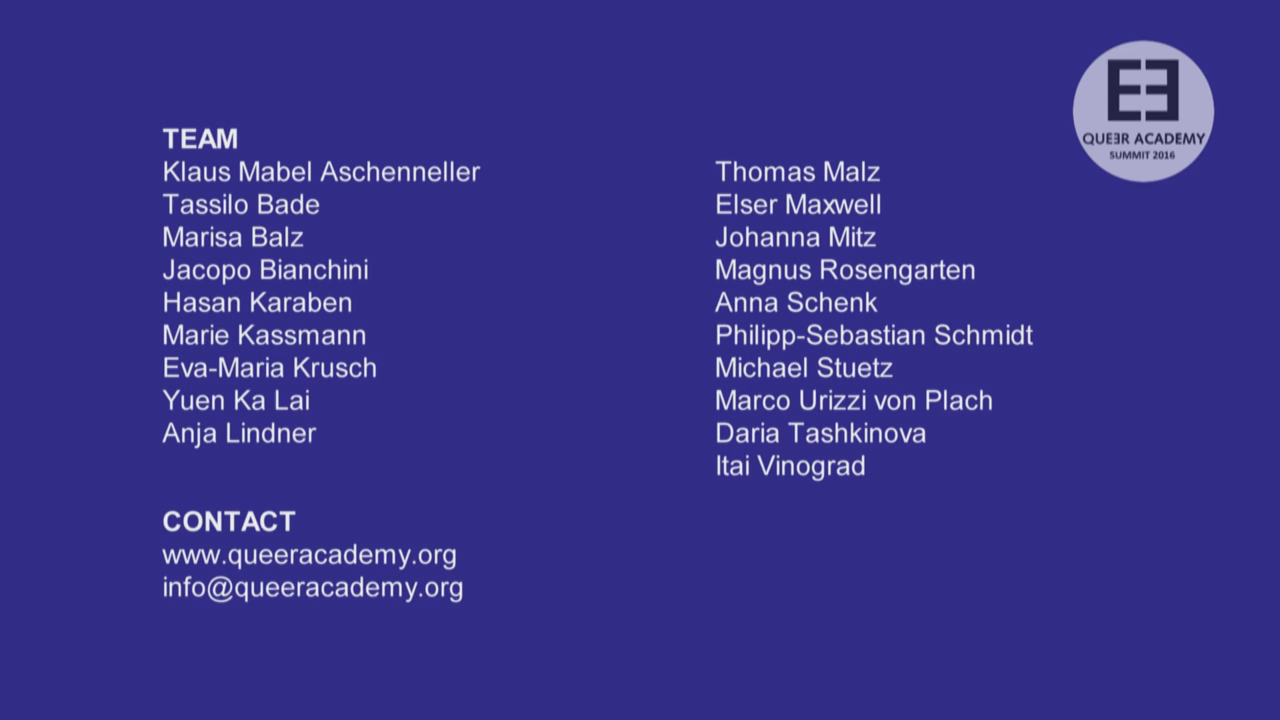 TEAM
Klaus Mabel Aschenneller
Tassilo Bade
Marisa Balz
Jacopo Bianchini
Hasan Karaben
Marie Kassmann
Eva-Maria Krusch
Yuen Ka Lai
Anja Lindner
Thomas Malz
Elser Maxwell
Johanna Mitz
Magnus Rosengarten
Anna Schenk
Philipp-Sebastian Schmidt
Michael Stuetz
Marco Urizzi von Plach
Daria Tashkinova
Itai Vinograd
CONTACT
www.queeracademy.org
info@queeracademy.org
EƎ
QUEƎR ACADEMY
SUMMIT 2016